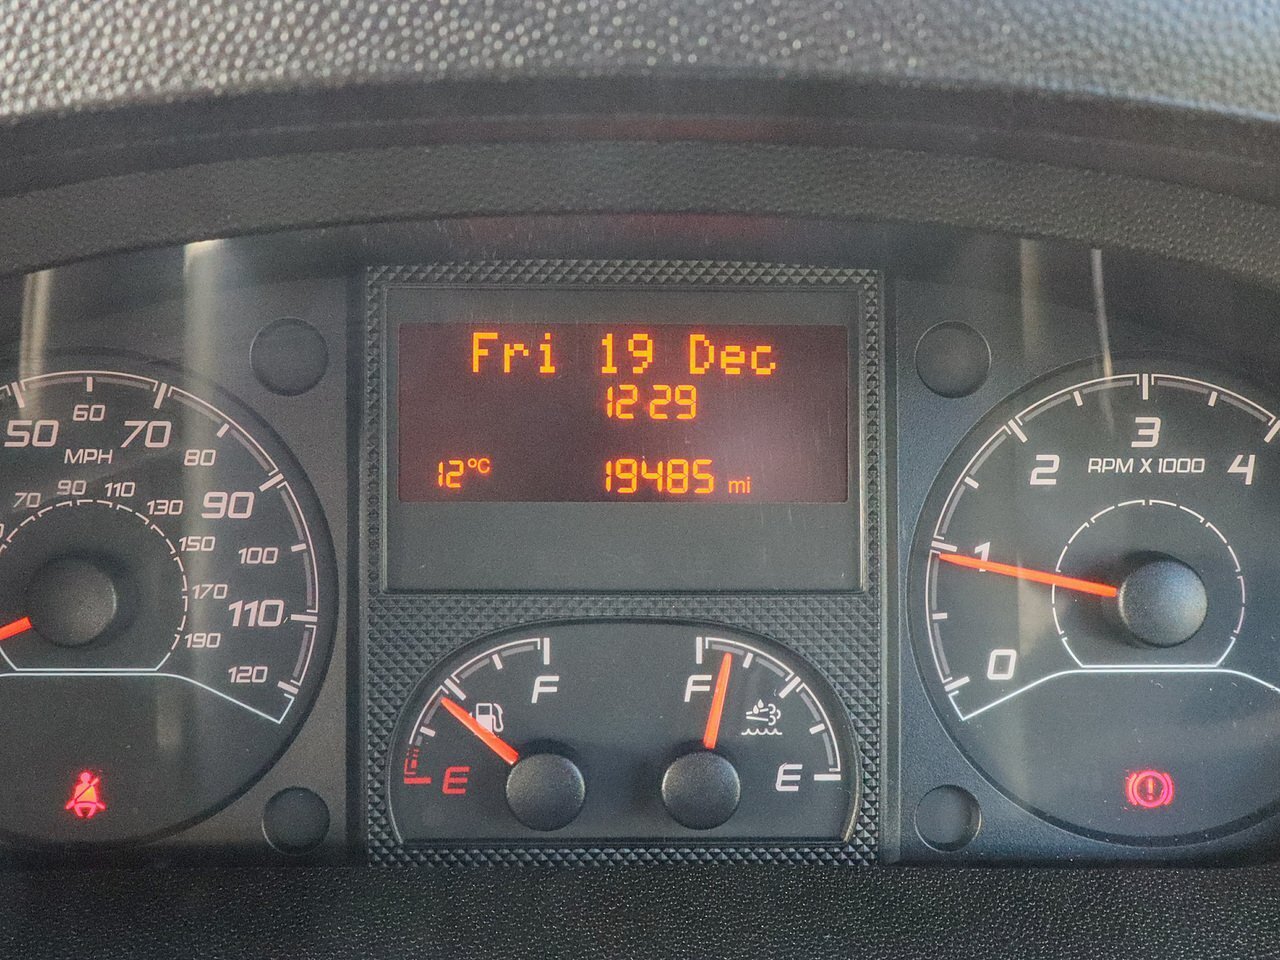 Fri 19 Dec
12 29
12°C 19485 mi
50 60 70 80 90 100 110 120
MPH
70 90 110 130 150 170 190
0 1 2 3 4
RPM X 1000
F F
E E